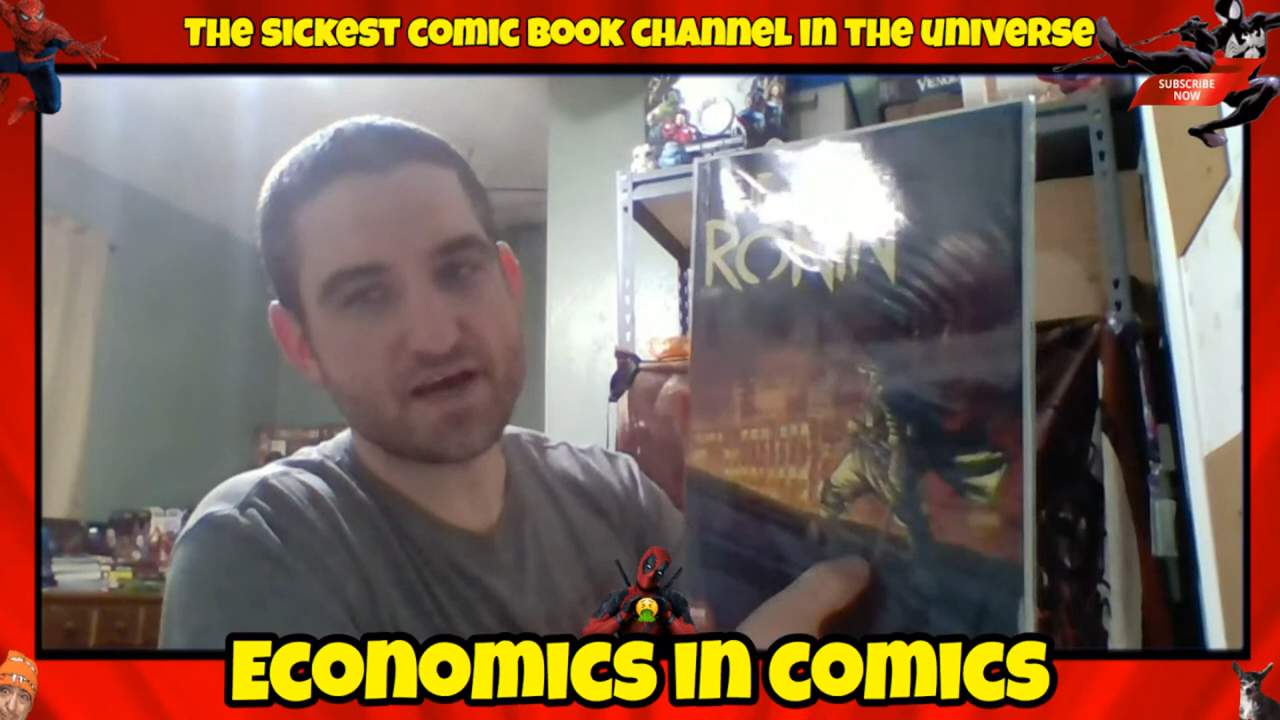 THE SICKEST COMIC BOOK CHANNEL IN THE UNIVERSE
SUBSCRIBE
NOW
RONIN
ECONOMICS IN COMICS